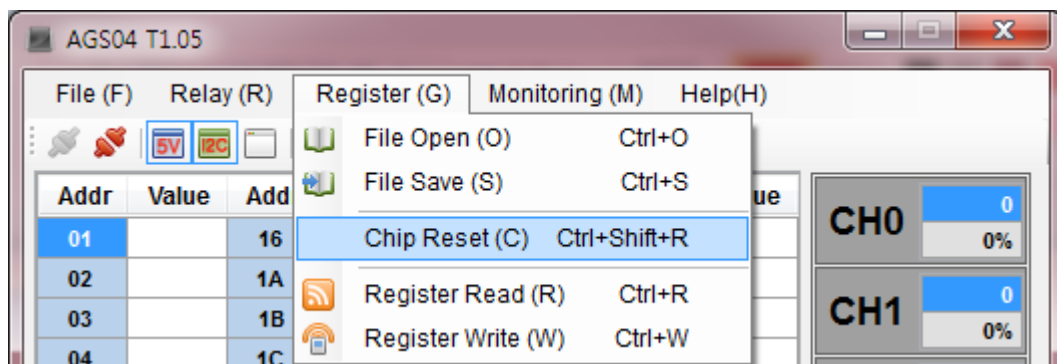 AGS04 T1.05
File (F) Relay (R) Register (G) Monitoring (M) Help(H)
5V I2C
File Open (O) Ctrl+O
File Save (S) Ctrl+S
Chip Reset (C) Ctrl+Shift+R
Register Read (R) Ctrl+R
Register Write (W) Ctrl+W
Addr Value Add ue
01 16
02 1A
03 1B
04 1C
CH0 0
0%
CH1 0
0%